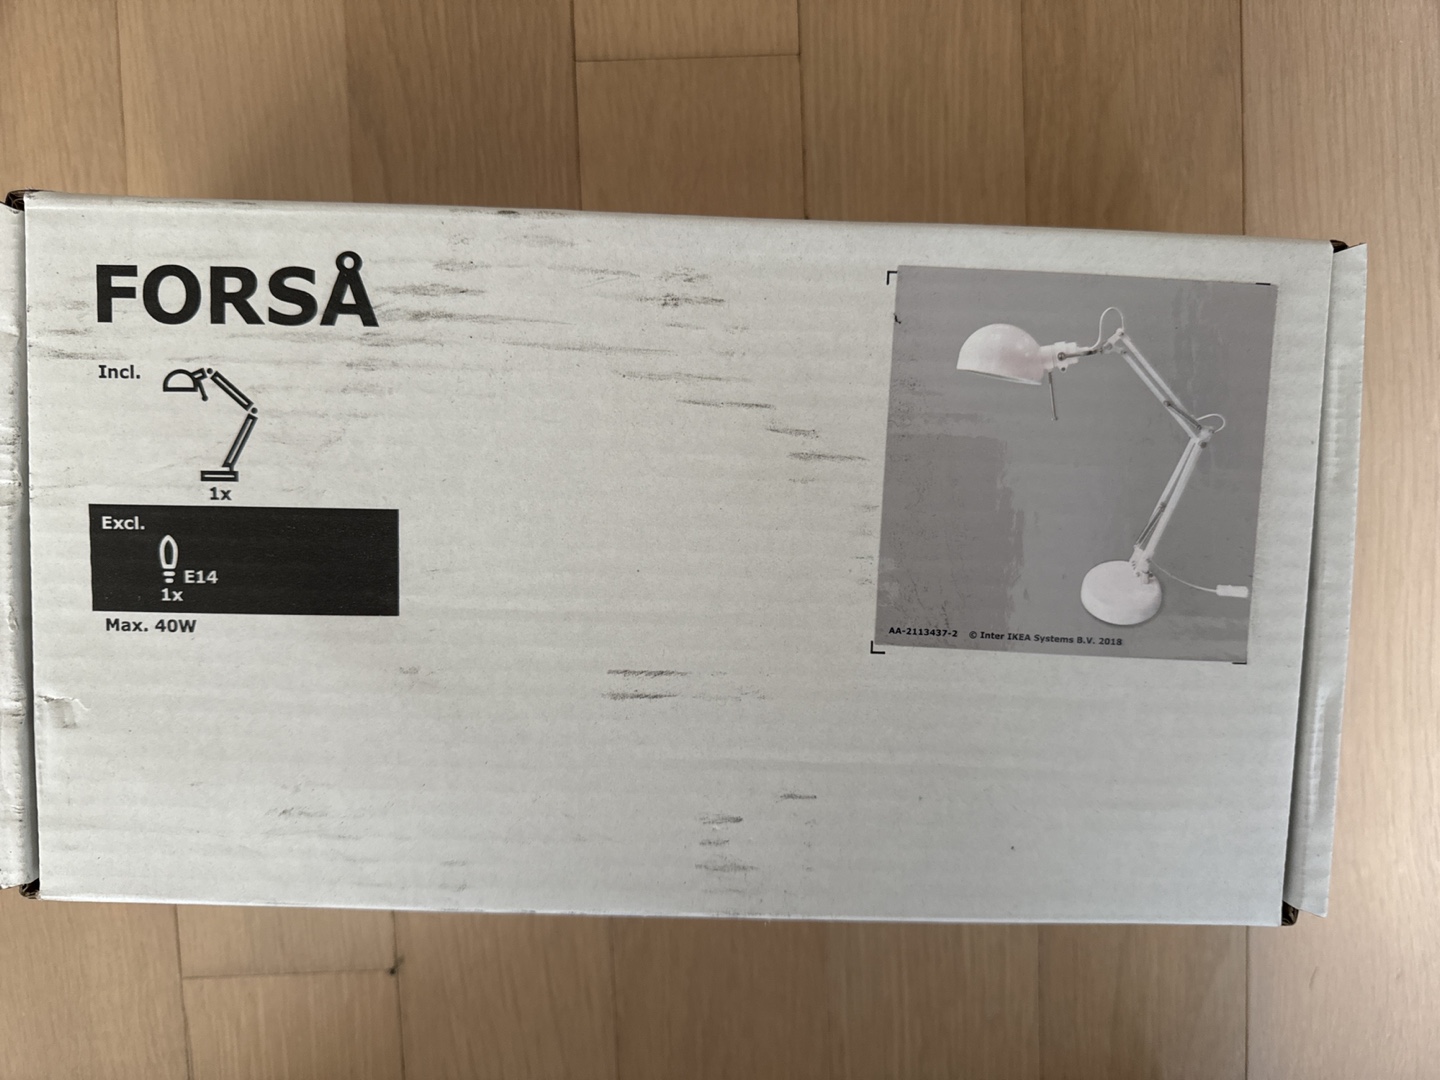 FORSÅ
Incl.
1x
Excl.
E14
1x
Max. 40W
AA-2113437-2 © Inter IKEA Systems B.V. 2018